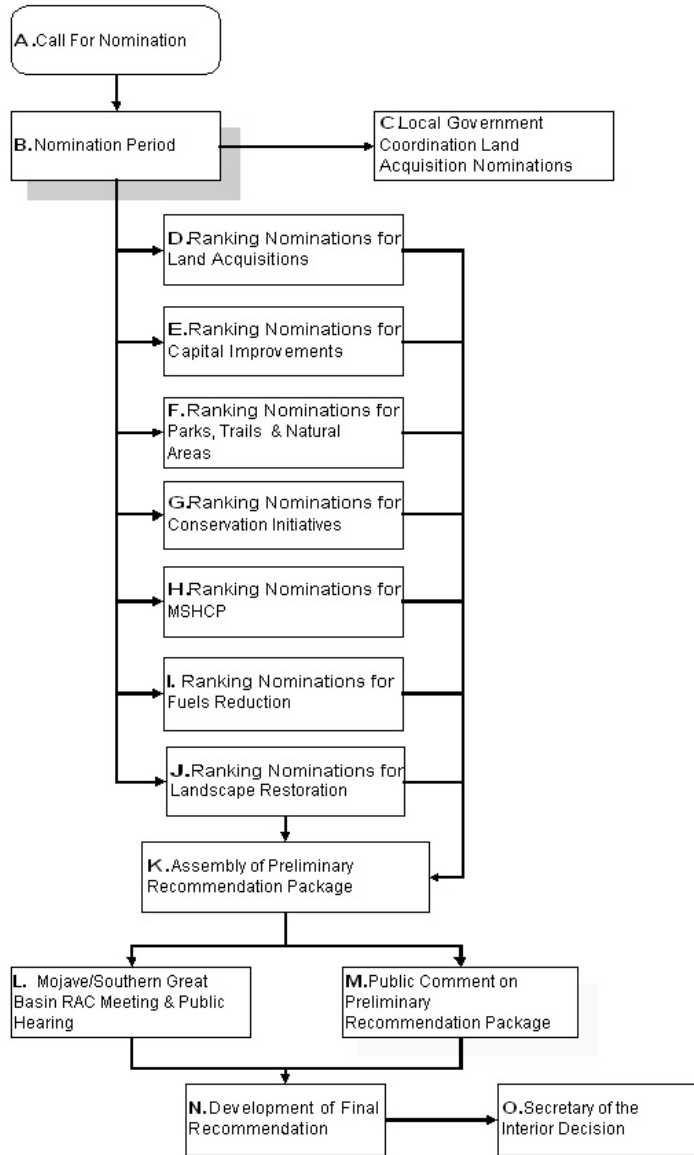 A.Call For Nomination
B.Nomination Period
C.Local Government
Coordination Land
Acquisition Nominations
D.Ranking Nominations for
Land Acquisitions
E.Ranking Nominations for
Capital Improvements
F.Ranking Nominations for
Parks, Trails & Natural
Areas
G.Ranking Nominations for
Conservation Initiatives
H.Ranking Nominations for
MSHCP
I. Ranking Nominations for
Fuels Reduction
J.Ranking Nominations for
Landscape Restoration
K.Assembly of Preliminary
Recommendation Package
L. Mojave/Southern Great
Basin RAC Meeting & Public
Hearing
M.Public Comment on
Preliminary
Recommendation Package
N.Development of Final
Recommendation
O.Secretary of the
Interior Decision